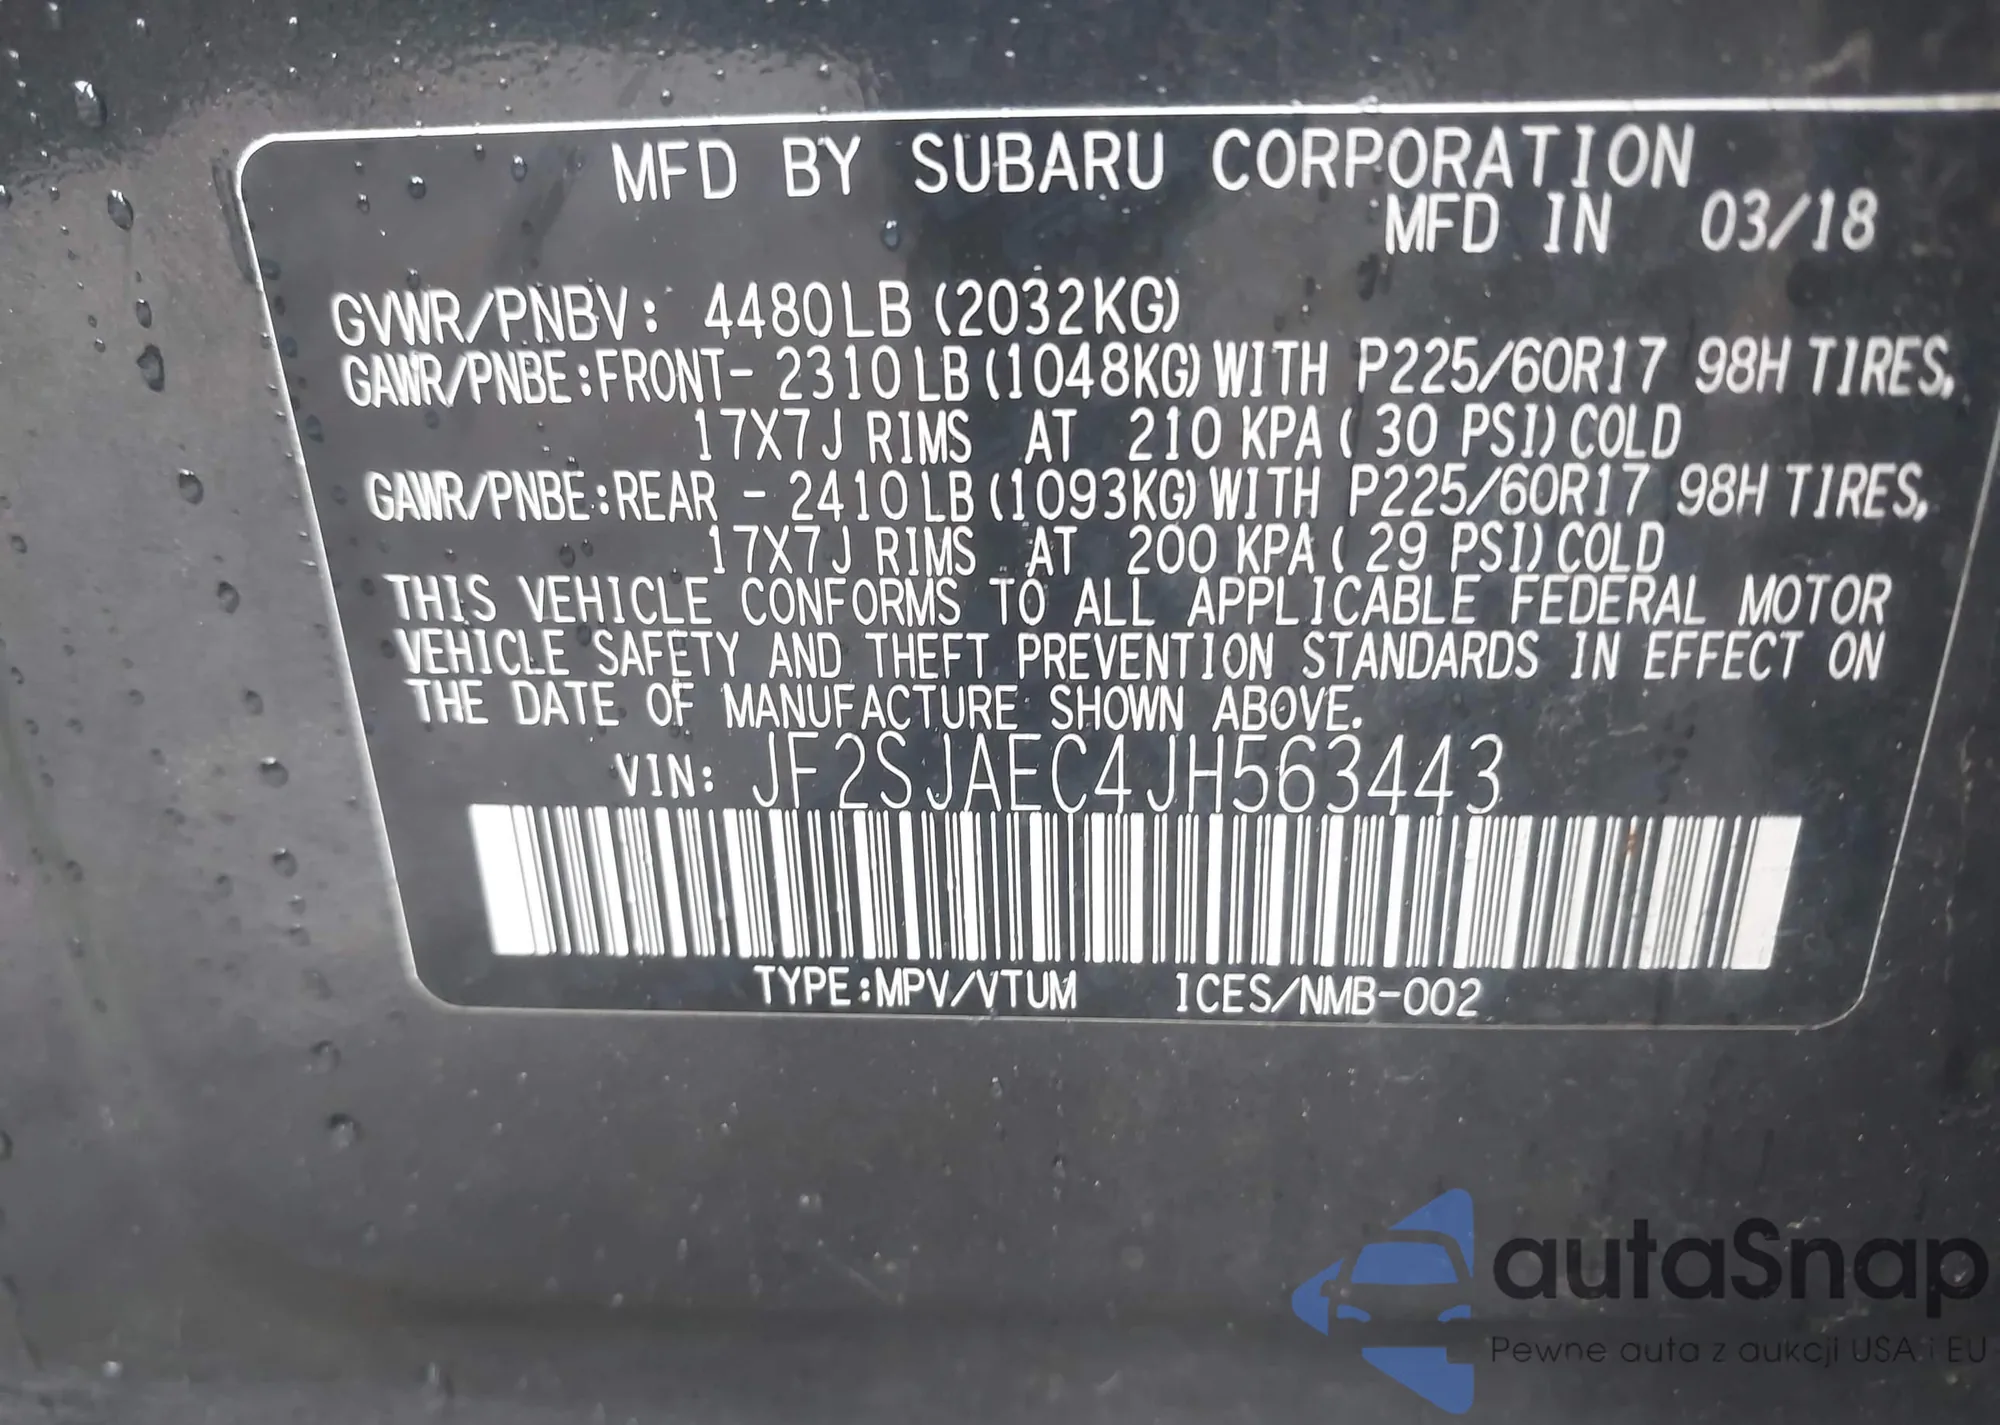 MFD BY SUBARU CORPORATION
MFD IN 03/18
GVWR/PNBV: 4480LB (2032KG)
GAWR/PNBE:FRONT- 2310LB (1048KG) WITH P225/60R17 98H TIRES,
17X7J RIMS AT 210 KPA ( 30 PSI) COLD
GAWR/PNBE:REAR - 2410LB (1093KG) WITH P225/60R17 98H TIRES,
17X7J RIMS AT 200 KPA ( 29 PSI) COLD
THIS VEHICLE CONFORMS TO ALL APPLICABLE FEDERAL MOTOR
VEHICLE SAFETY AND THEFT PREVENTION STANDARDS IN EFFECT ON
THE DATE OF MANUFACTURE SHOWN ABOVE.
VIN: JF2SJAEC4JH563443
TYPE:MPV/VTUM ICES/NMB-002
autaSnap
Pewne auta z aukcji USA i EU